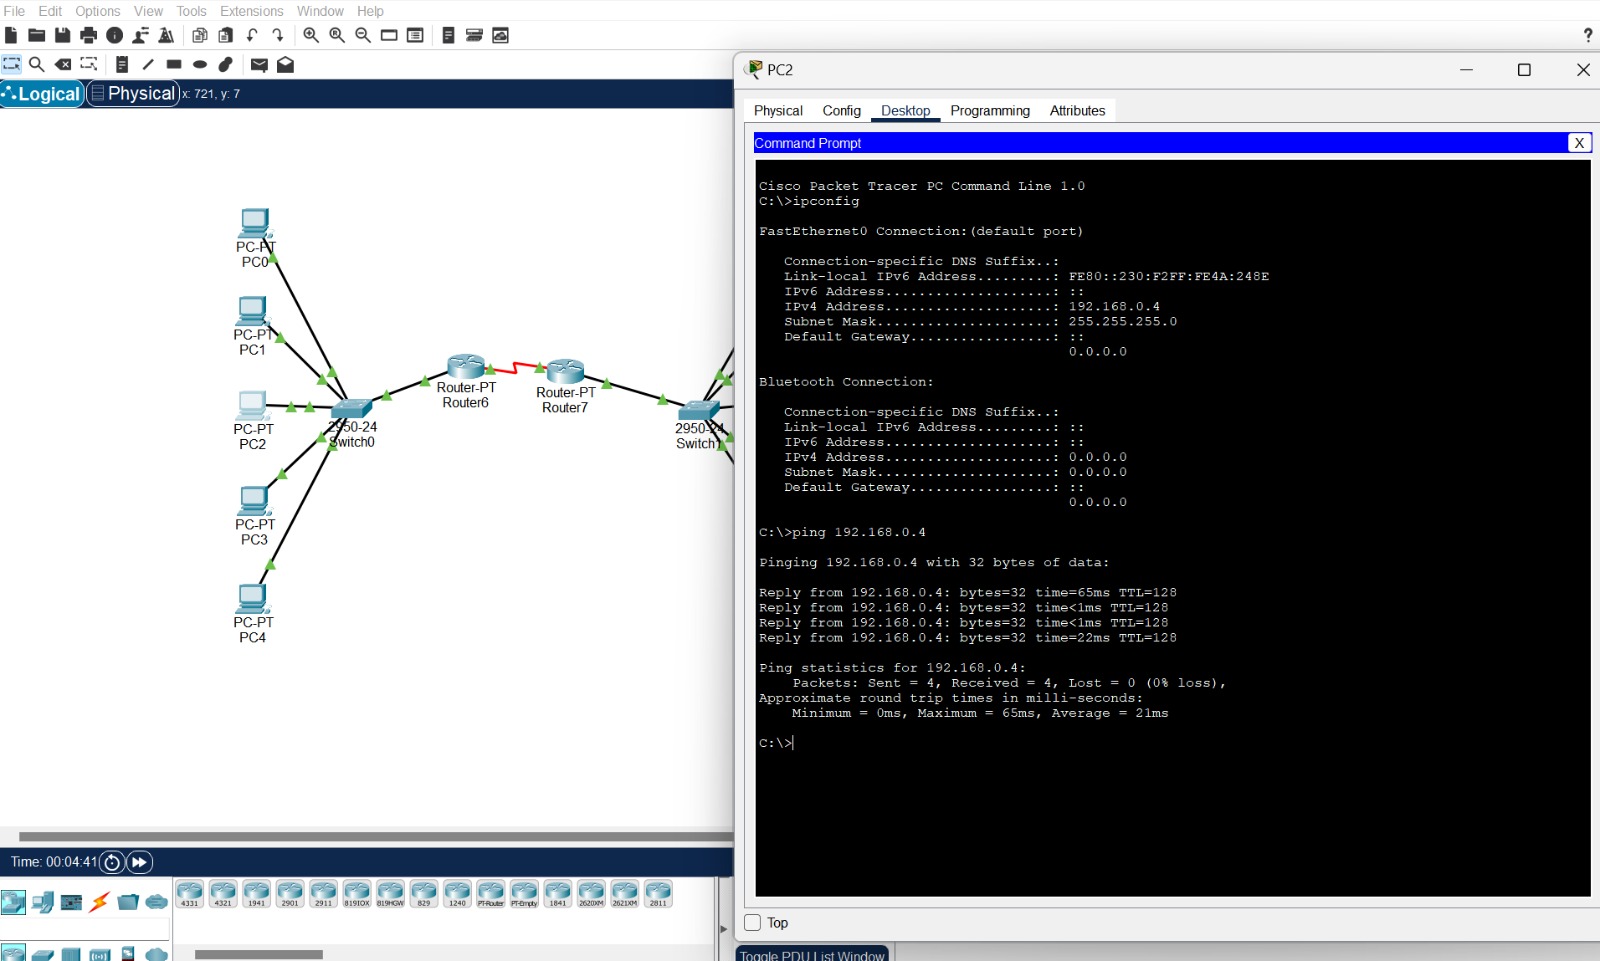 File Edit Options View Tools Extensions Window Help
?
Logical Physical x: 721, y: 7
PC-PT
PC0
PC-PT
PC1
PC-PT
PC2
PC-PT
PC3
PC-PT
PC4
2950-24
Switch0
Router-PT
Router6
Router-PT
Router7
2950-24
Switch
PC2
Physical Config Desktop Programming Attributes
Command Prompt X
Cisco Packet Tracer PC Command Line 1.0
C:\>ipconfig
FastEthernet0 Connection:(default port)
Connection-specific DNS Suffix..:
Link-local IPv6 Address.........: FE80::230:F2FF:FE4A:248E
IPv6 Address....................: ::
IPv4 Address....................: 192.168.0.4
Subnet Mask.....................: 255.255.255.0
Default Gateway.................: ::
0.0.0.0
Bluetooth Connection:
Connection-specific DNS Suffix..:
Link-local IPv6 Address.........: ::
IPv6 Address....................: ::
IPv4 Address....................: 0.0.0.0
Subnet Mask.....................: 0.0.0.0
Default Gateway.................: ::
0.0.0.0
C:\>ping 192.168.0.4
Pinging 192.168.0.4 with 32 bytes of data:
Reply from 192.168.0.4: bytes=32 time=65ms TTL=128
Reply from 192.168.0.4: bytes=32 time<1ms TTL=128
Reply from 192.168.0.4: bytes=32 time<1ms TTL=128
Reply from 192.168.0.4: bytes=32 time=22ms TTL=128
Ping statistics for 192.168.0.4:
Packets: Sent = 4, Received = 4, Lost = 0 (0% loss),
Approximate round trip times in milli-seconds:
Minimum = 0ms, Maximum = 65ms, Average = 21ms
C:\>
Top
Time: 00:04:41
4331 4321 1941 2901 2911 819IOX 819HGW 829 1240 PT-Router PT-Empty 1841 2620XM 2621XM 2811
Toggle PDU List Window